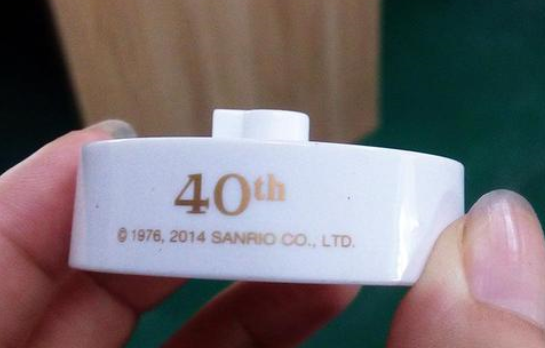 40th
© 1976, 2014 SANRIO CO., LTD.